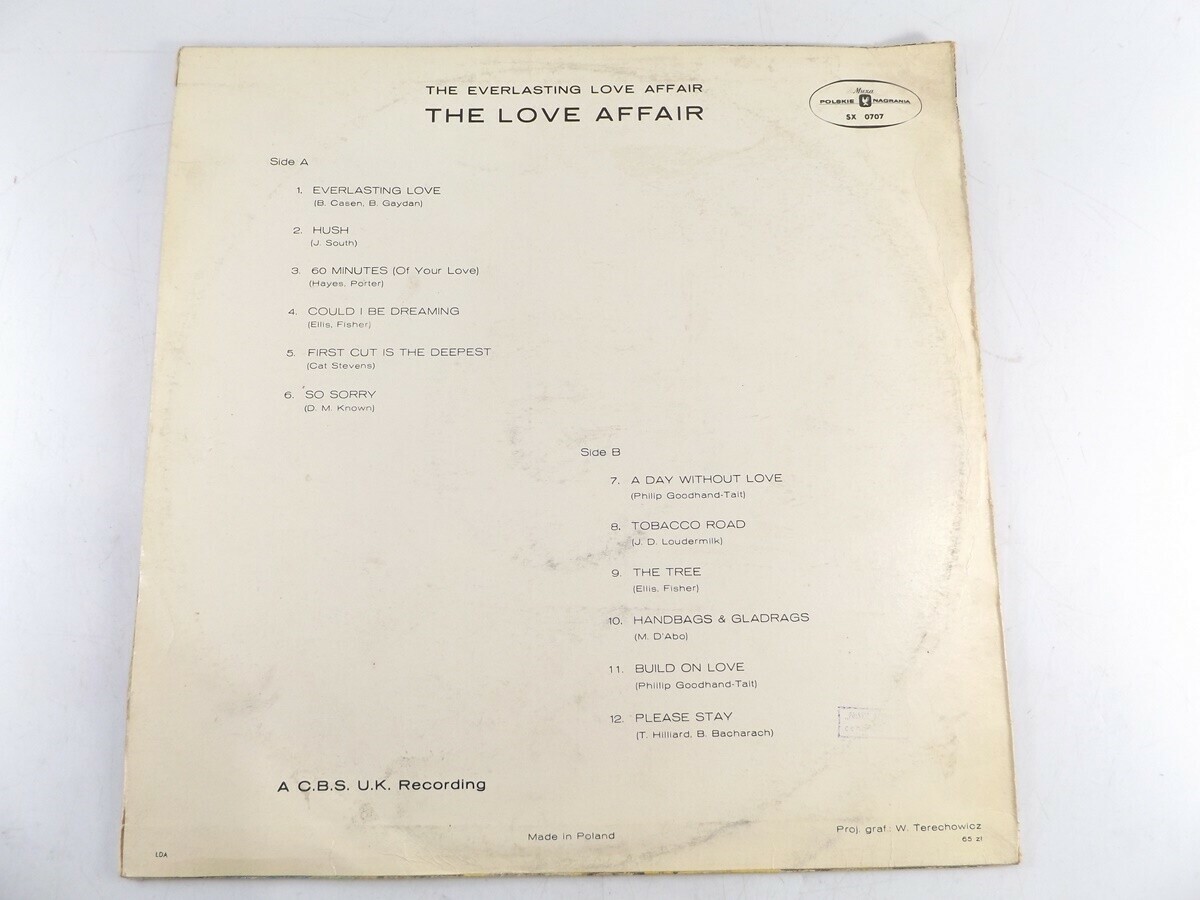 THE EVERLASTING LOVE AFFAIR
THE LOVE AFFAIR
Muza
POLSKIE NAGRANIA
SX 0707
Side A
1. EVERLASTING LOVE
(B. Casen, B. Gaydan)
2. HUSH
(J. South)
3. 60 MINUTES (Of Your Love)
(Hayes, Porter)
4. COULD I BE DREAMING
(Ellis, Fisher)
5. FIRST CUT IS THE DEEPEST
(Cat Stevens)
6. SO SORRY
(D. M. Known)
Side B
7. A DAY WITHOUT LOVE
(Philip Goodhand-Tait)
8. TOBACCO ROAD
(J. D. Loudermilk)
9. THE TREE
(Ellis, Fisher)
10. HANDBAGS & GLADRAGS
(M. D'Abo)
11. BUILD ON LOVE
(Phillip Goodhand-Tait)
12. PLEASE STAY
(T. Hilliard, B. Bacharach)
A C.B.S. U.K. Recording
Made in Poland
Proj. graf.: W. Terechowicz
65 zł
LDA